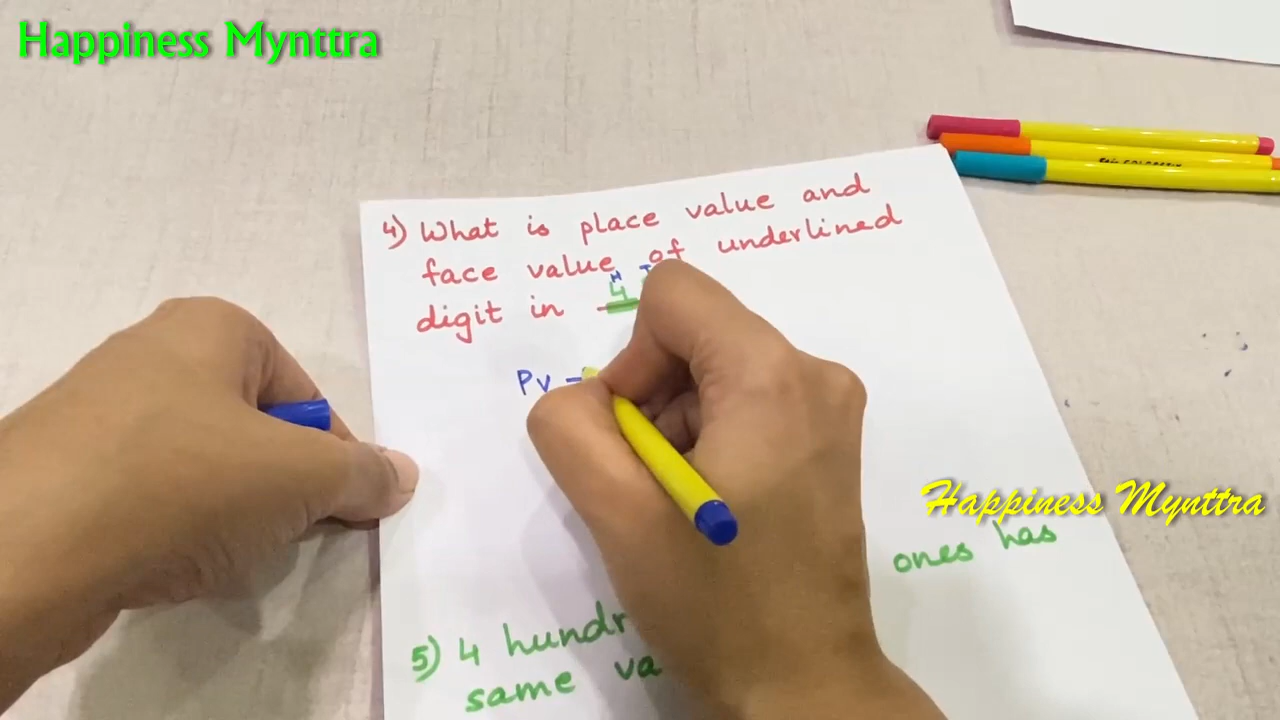 Happiness Mynttra
4) What is place value and
face value of underlined
H T
digit in 4
PV -
Happiness Mynttra
ones has
5) 4 hundr
same va